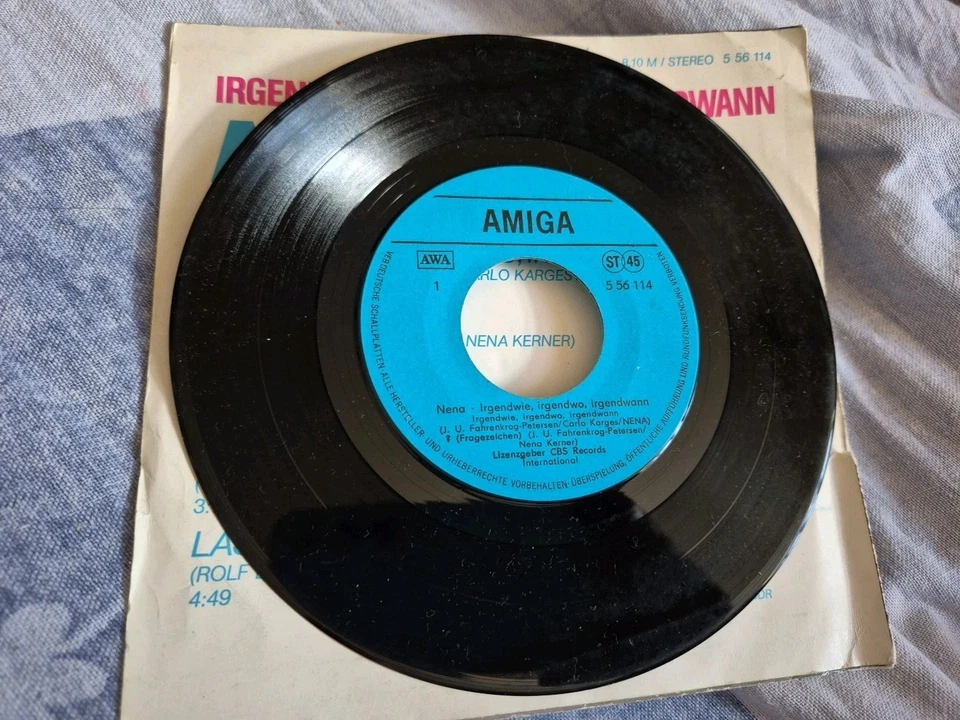 8,10 M / STEREO 5 56 114
IRGEN
DWANN
AMIGA
AWA
ST 45
RLO KARGES
1
5 56 114
NENA KERNER)
Nena - Irgendwie, irgendwo, irgendwann
Irgendwie, irgendwo, irgendwann
(J. U. Fahrenkrog-Petersen/Carlo Karges/NENA)
? (Fragezeichen) (J. U. Fahrenkrog-Petersen/
Nena Kerner)
Lizenzgeber CBS Records
International
VEB DEUTSCHE SCHALLPLATTEN ALLE HERSTELLER- UND URHEBERRECHTE VORBEHALTEN·ÜBERSPIELUNG, ÖFFENTLICHE AUFFÜHRUNG UND RUNDFUNKSENDUNG VERBOTEN
3.
LA
(ROLF
4:49
DR